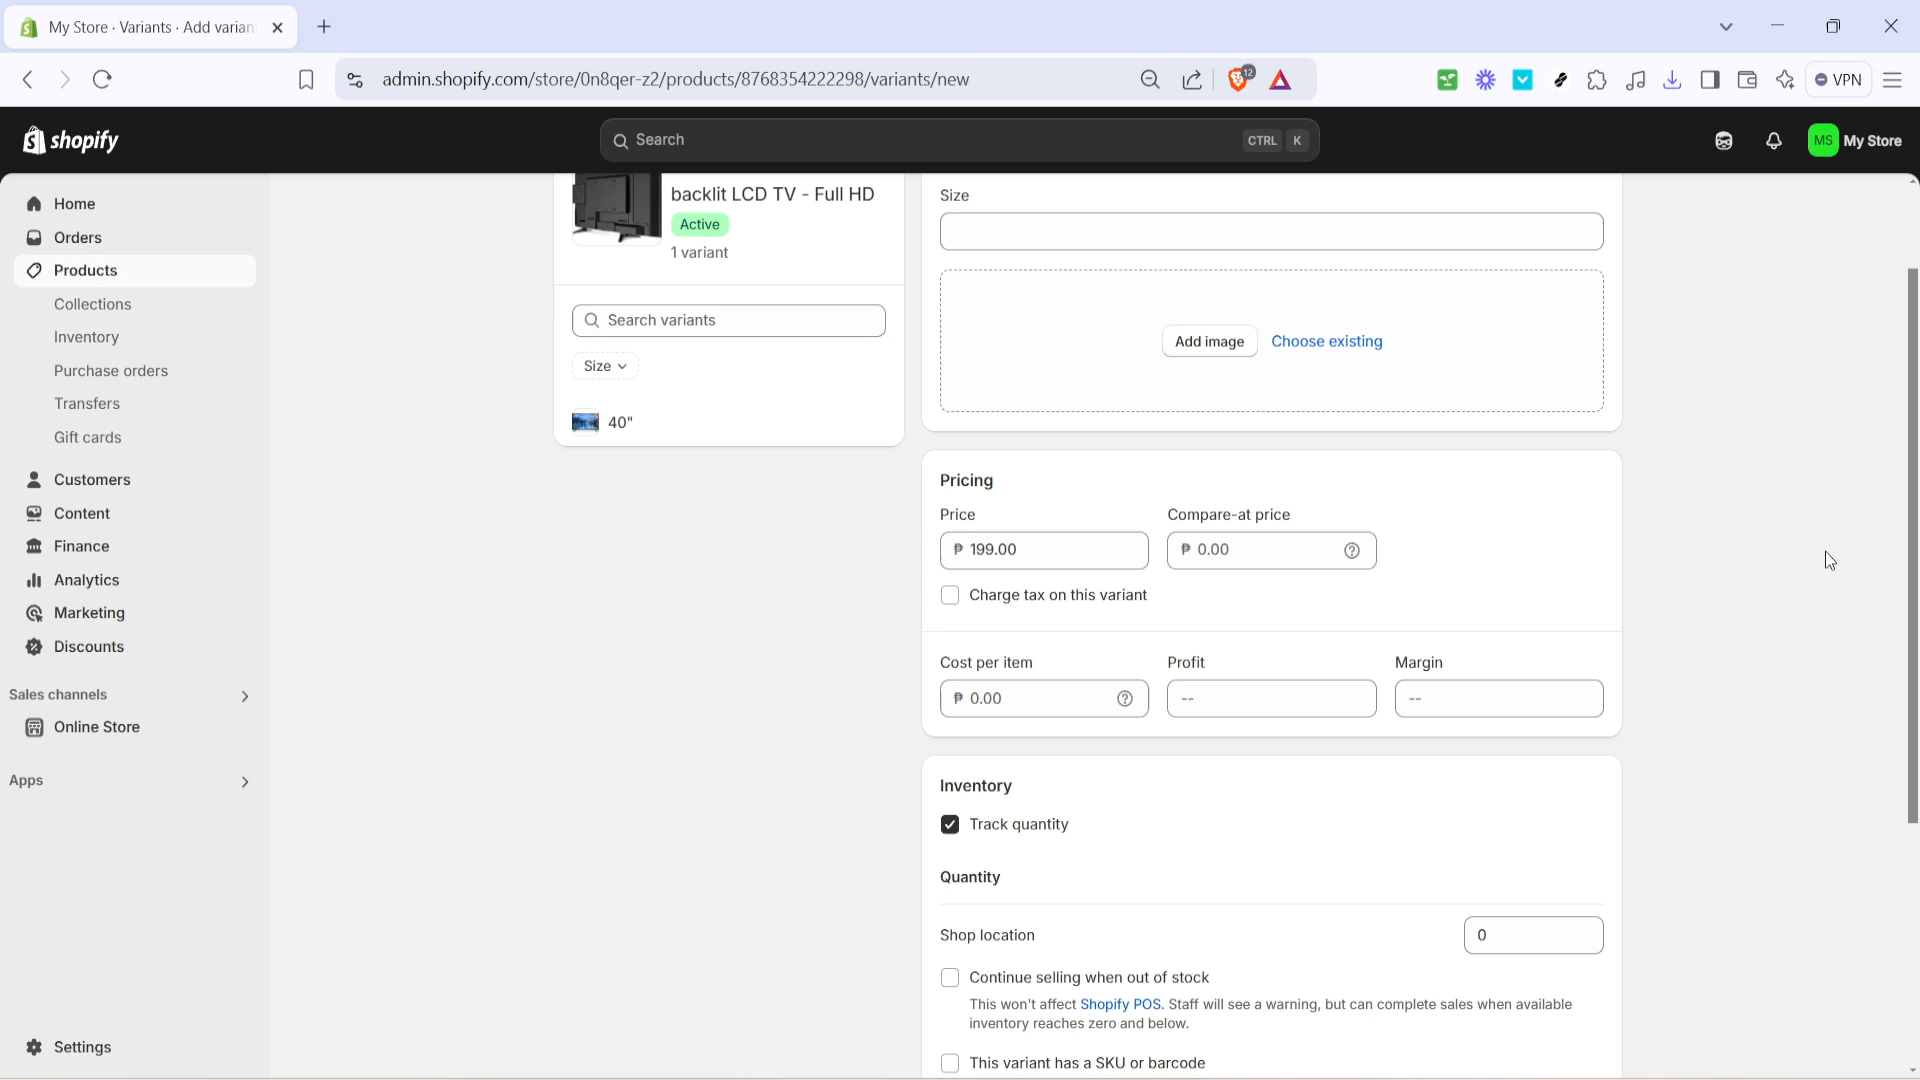 My Store · Variants · Add varian
admin.shopify.com/store/0n8qer-z2/products/8768354222298/variants/new
12
VPN
shopify
Search
CTRL K
MS My Store
Home
Orders
Products
Collections
Inventory
Purchase orders
Transfers
Gift cards
Customers
Content
Finance
Analytics
Marketing
Discounts
Sales channels
Online Store
Apps
Settings
backlit LCD TV - Full HD
Active
1 variant
Search variants
Size
40"
Size
Add image Choose existing
Pricing
Price Compare-at price
₱ 199.00 ₱ 0.00
Charge tax on this variant
Cost per item Profit Margin
₱ 0.00 -- --
Inventory
Track quantity
Quantity
Shop location 0
Continue selling when out of stock
This won't affect Shopify POS. Staff will see a warning, but can complete sales when available
inventory reaches zero and below.
This variant has a SKU or barcode